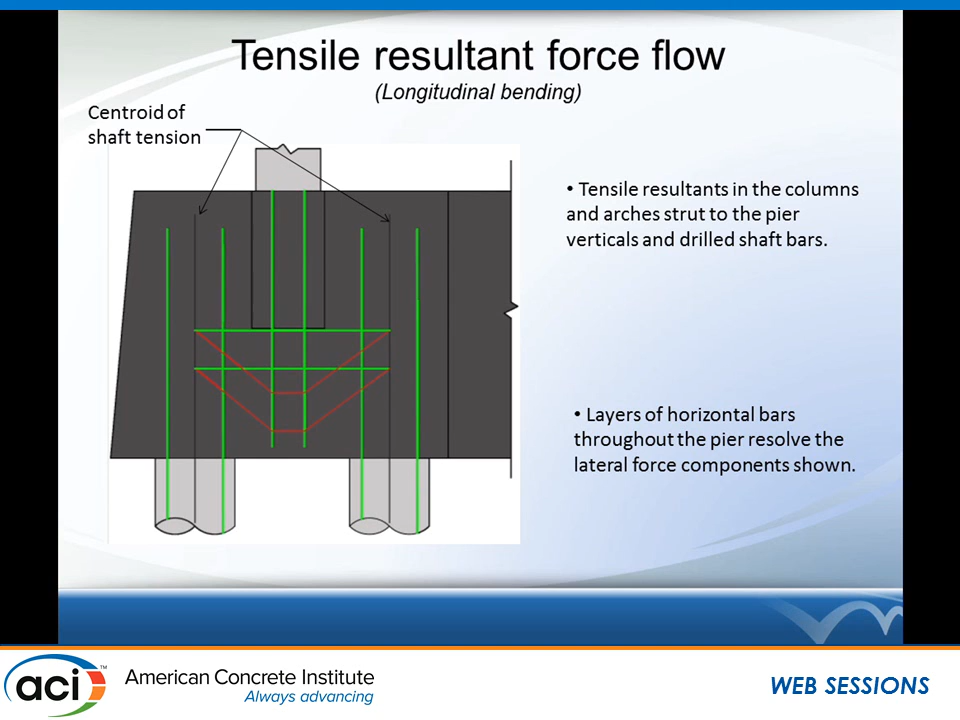 Tensile resultant force flow
(Longitudinal bending)
Centroid of
shaft tension
• Tensile resultants in the columns
and arches strut to the pier
verticals and drilled shaft bars.
• Layers of horizontal bars
throughout the pier resolve the
lateral force components shown.
aci™
American Concrete Institute
Always advancing
WEB SESSIONS